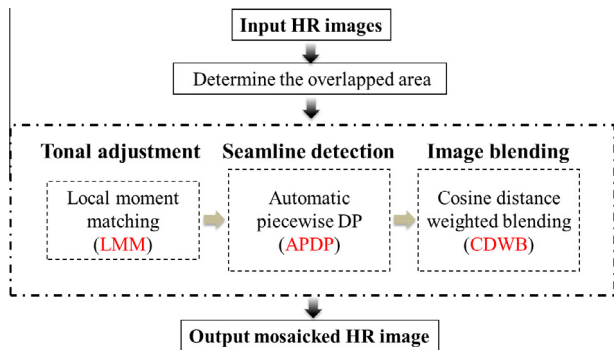 Input HR images
Determine the overlapped area
Tonal adjustment
Seamline detection
Image blending
Local moment
matching
(LMM)
Automatic
piecewise DP
(APDP)
Cosine distance
weighted blending
(CDWB)
Output mosaicked HR image